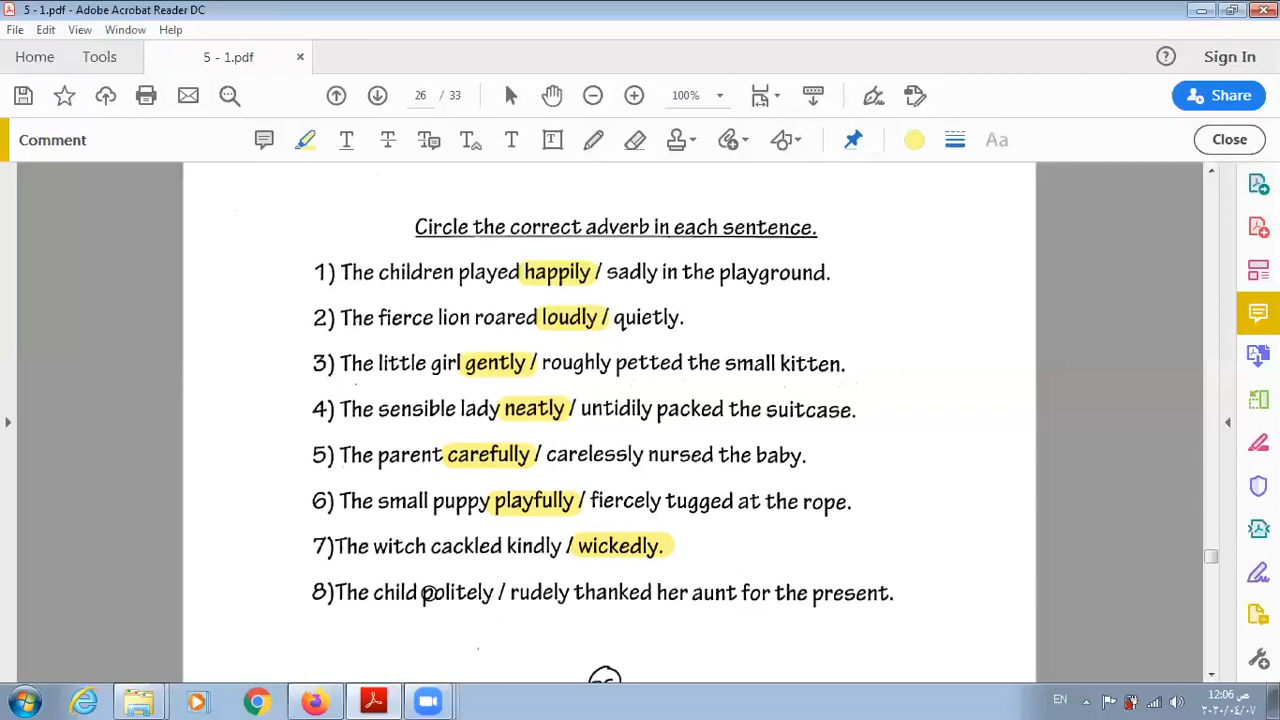 5 - 1.pdf - Adobe Acrobat Reader DC
File Edit View Window Help
Home Tools 5 - 1.pdf × Sign In
26 / 33 100% Share
Comment Aa Close
Circle the correct adverb in each sentence.
1) The children played happily / sadly in the playground.
2) The fierce lion roared loudly / quietly.
3) The little girl gently / roughly petted the small kitten.
4) The sensible lady neatly / untidily packed the suitcase.
5) The parent carefully / carelessly nursed the baby.
6) The small puppy playfully / fiercely tugged at the rope.
7)The witch cackled kindly / wickedly.
8)The child politely / rudely thanked her aunt for the present.
EN 12:06 ص
٢٠٢٠/٠٤/٠٧